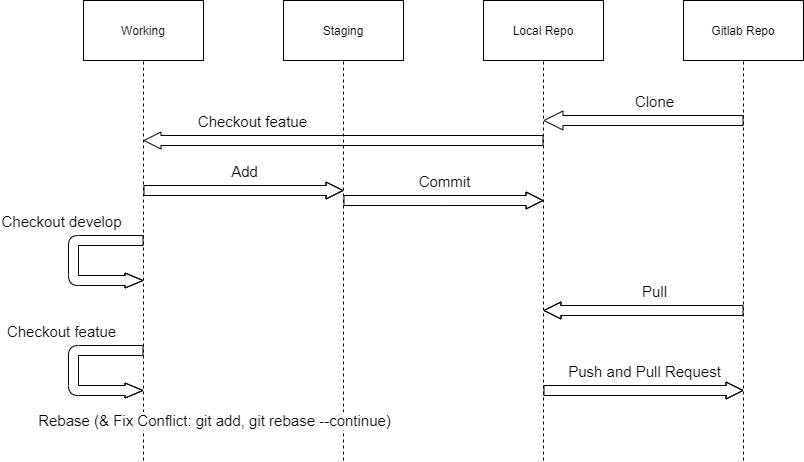 Working
Staging
Local Repo
Gitlab Repo
Clone
Checkout featue
Add
Commit
Checkout develop
Pull
Checkout featue
Push and Pull Request
Rebase (& Fix Conflict: git add, git rebase --continue)